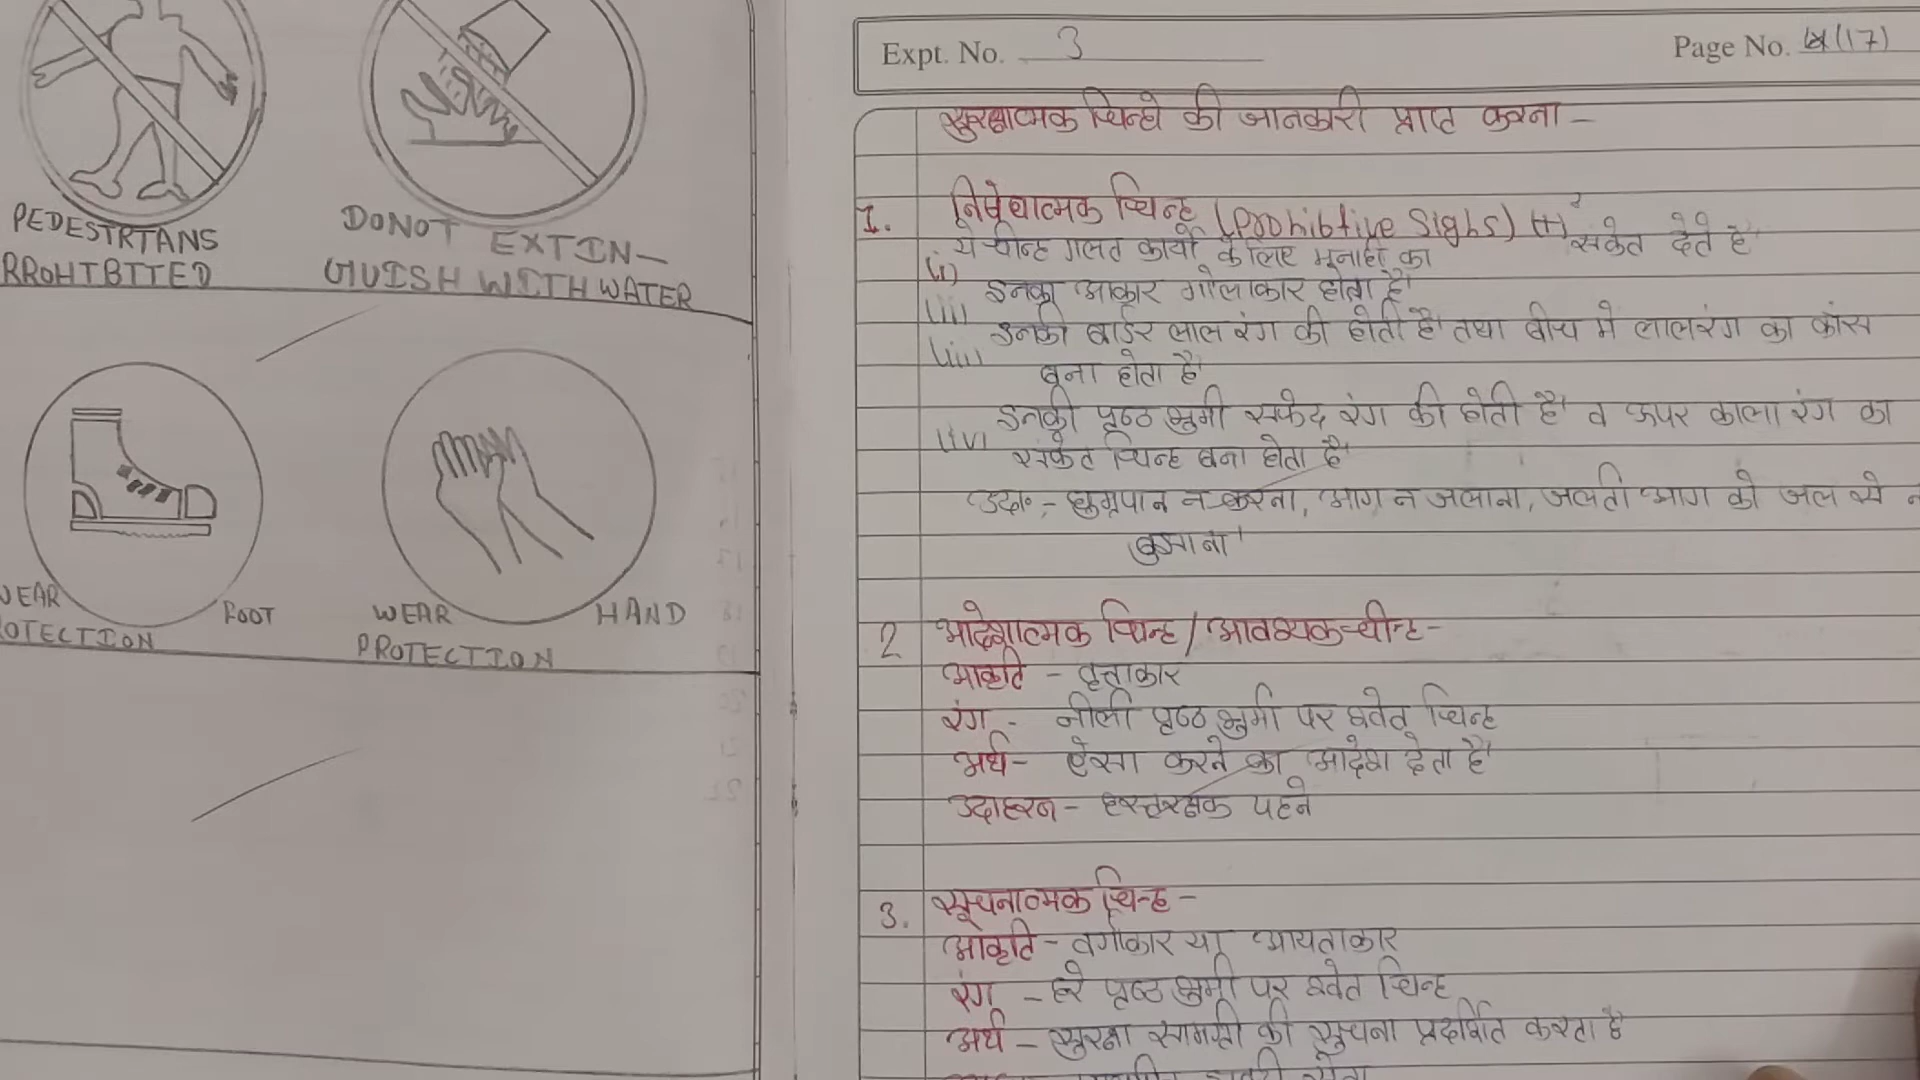 PEDESTRTANS
RROHTBTTED
DONOT EXTIN-
GUISH WITH WATER
WEAR FOOT
PROTECTION
WEAR HAND
PROTECTION
Expt. No. 3
Page No. (17)
सुरक्षात्मक चिन्हो की जानकारी प्राप्त करना -
1. निषेधात्मक चिन्ह (Prohibtive Sighs)
(i) ये चीन्ह गलत कार्यो के लिए मनाही का संकेत देते है
(ii) इनका आकार गोलाकार होता है
(iii) इनकी बार्डर लाल रंग की होती है तथा बीच मे लाल रंग का क्रांस
बना होता है
(iv) इनकी पृष्ठ भुमी सफेद रंग की होती है व ऊपर काला रंग का
संकेत चिन्ह बना होता है
उदा० :- धुम्रपान न करना, आग न जलाना, जलती आग को जल से न
बुझाना
2 आदेशात्मक चिन्ह / आवश्यक चीन्ह -
आकृति - वृत्ताकार
रंग - नीली पृष्ठ भुमी पर श्वेत चिन्ह
अर्थ - ऐसा करने का आदेश देता है
उदाहरन - हस्तरक्षक पहने
3. सूचनात्मक चिन्ह -
आकृति - वर्गाकार या आयताकार
रंग - हरे पृष्ठ भुमी पर श्वेत चिन्ह
अर्थ - सुरक्षा सामग्री की सुचना प्रदर्शित करता है